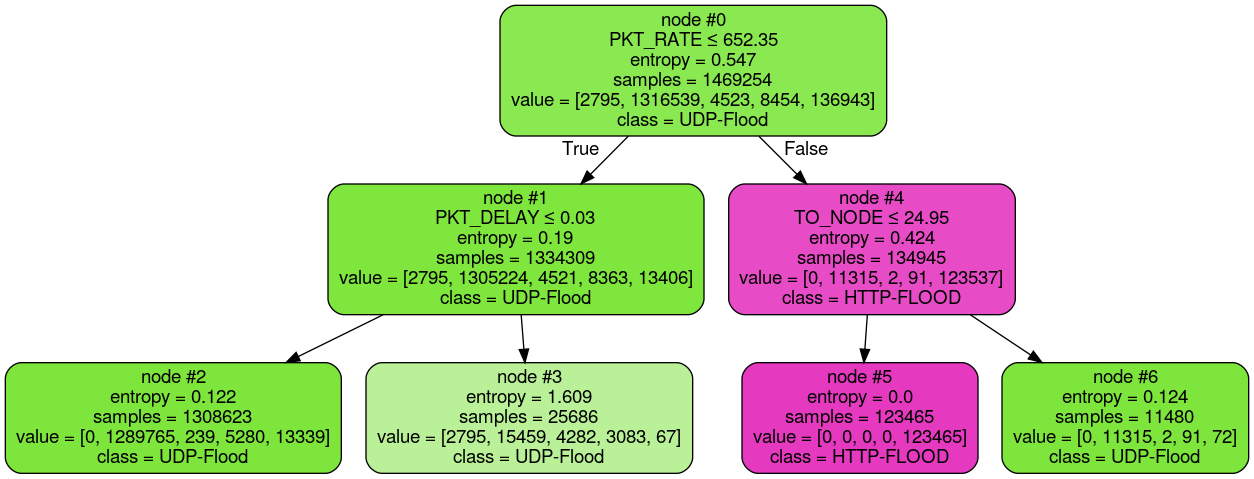 node #0
PKT_RATE ≤ 652.35
entropy = 0.547
samples = 1469254
value = [2795, 1316539, 4523, 8454, 136943]
class = UDP-Flood
True
False
node #1
PKT_DELAY ≤ 0.03
entropy = 0.19
samples = 1334309
value = [2795, 1305224, 4521, 8363, 13406]
class = UDP-Flood
node #4
TO_NODE ≤ 24.95
entropy = 0.424
samples = 134945
value = [0, 11315, 2, 91, 123537]
class = HTTP-FLOOD
node #2
entropy = 0.122
samples = 1308623
value = [0, 1289765, 239, 5280, 13339]
class = UDP-Flood
node #3
entropy = 1.609
samples = 25686
value = [2795, 15459, 4282, 3083, 67]
class = UDP-Flood
node #5
entropy = 0.0
samples = 123465
value = [0, 0, 0, 0, 123465]
class = HTTP-FLOOD
node #6
entropy = 0.124
samples = 11480
value = [0, 11315, 2, 91, 72]
class = UDP-Flood